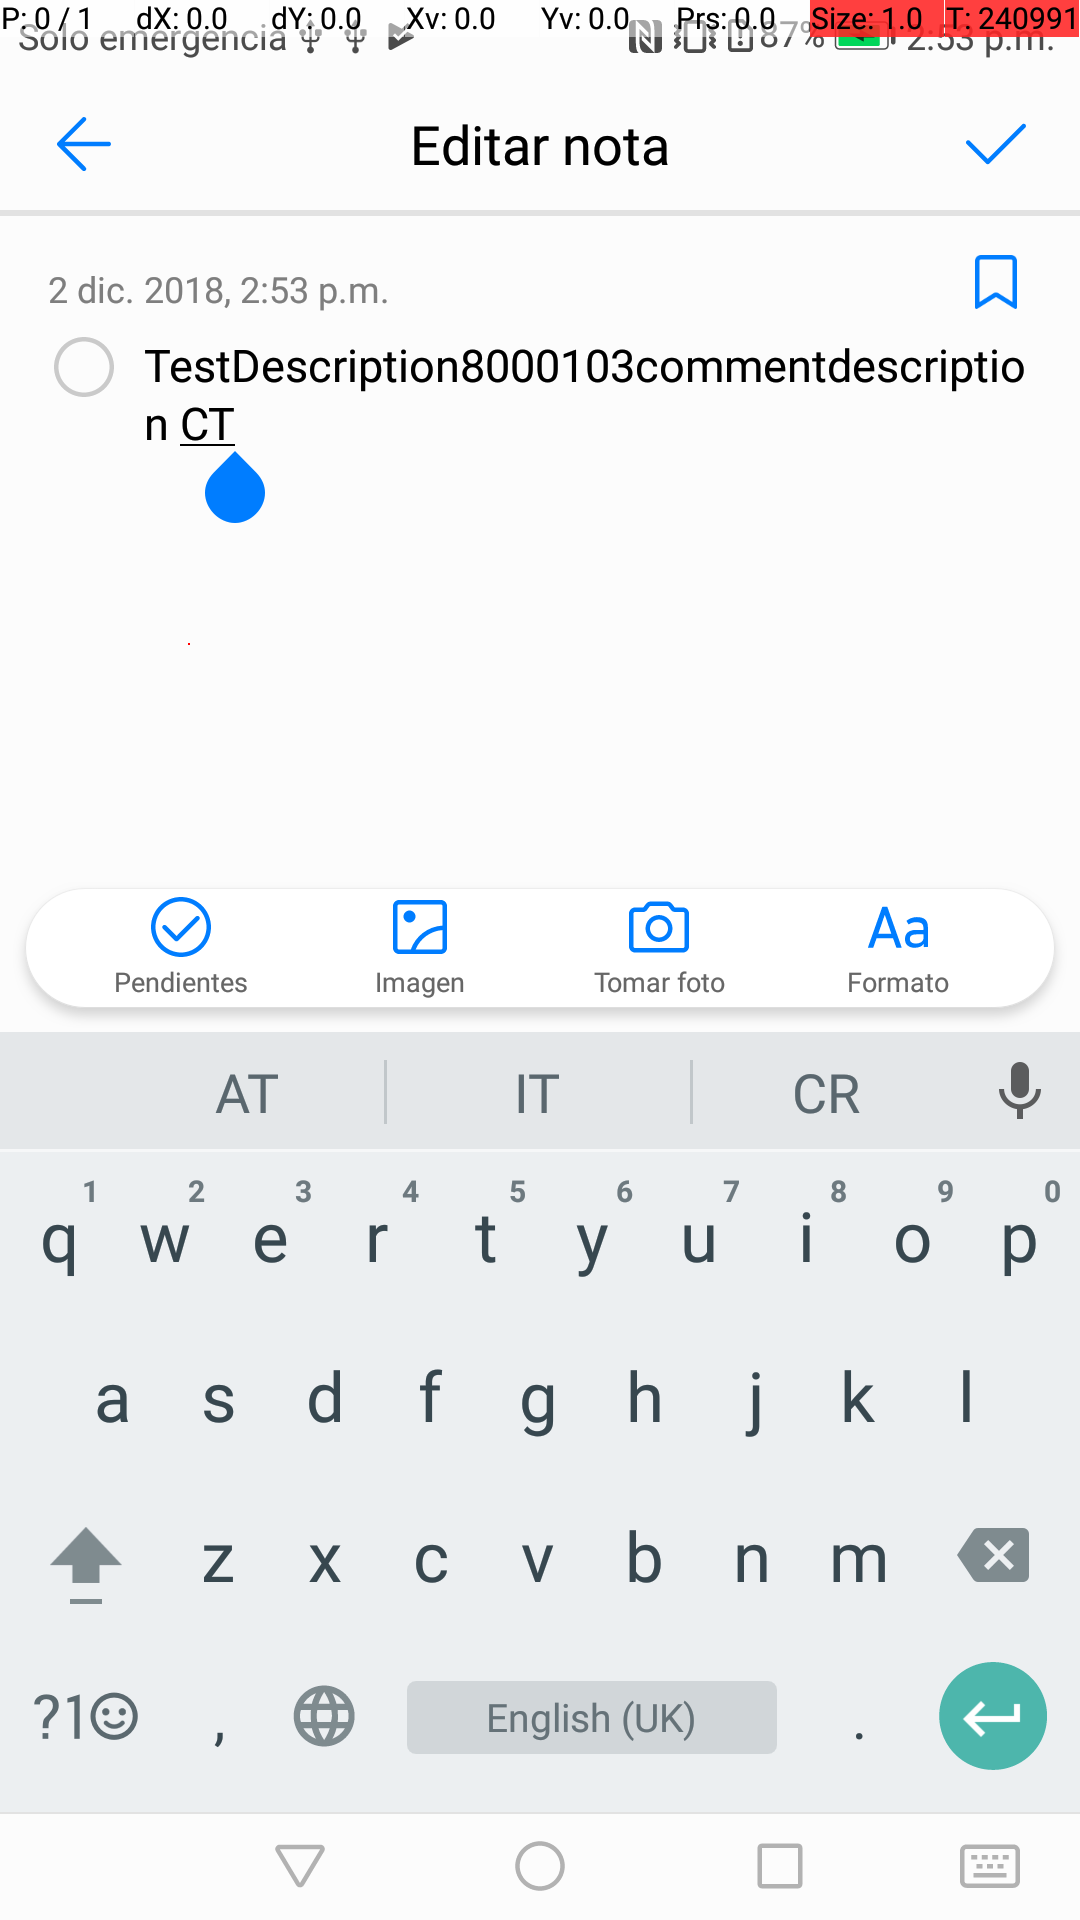 P: 0 / 1 dX: 0.0 dY: 0.0 Xv: 0.0 Yv: 0.0 Prs: 0.0 Size: 1.0 T: 240991
Solo emergencia 87% 2:53 p.m.
Editar nota
2 dic. 2018, 2:53 p.m.
TestDescription8000103commentdescriptio
n CT
Pendientes Imagen Aa Tomar foto Formato
AT IT CR
1 2 3 4 5 6 7 8 9 0
q w e r t y u i o p
a s d f g h j k l
z x c v b n m
?1 , English (UK) .